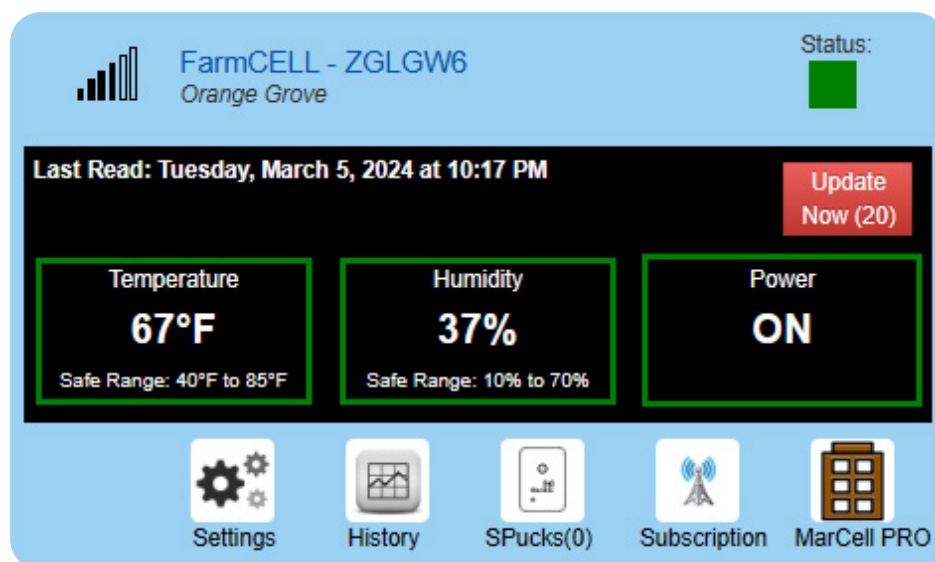 FarmCELL - ZGLGW6
Orange Grove
Status:
Last Read: Tuesday, March 5, 2024 at 10:17 PM
Update
Now (20)
Temperature
67°F
Safe Range: 40°F to 85°F
Humidity
37%
Safe Range: 10% to 70%
Power
ON
Settings
History
SPucks(0)
Subscription
MarCell PRO